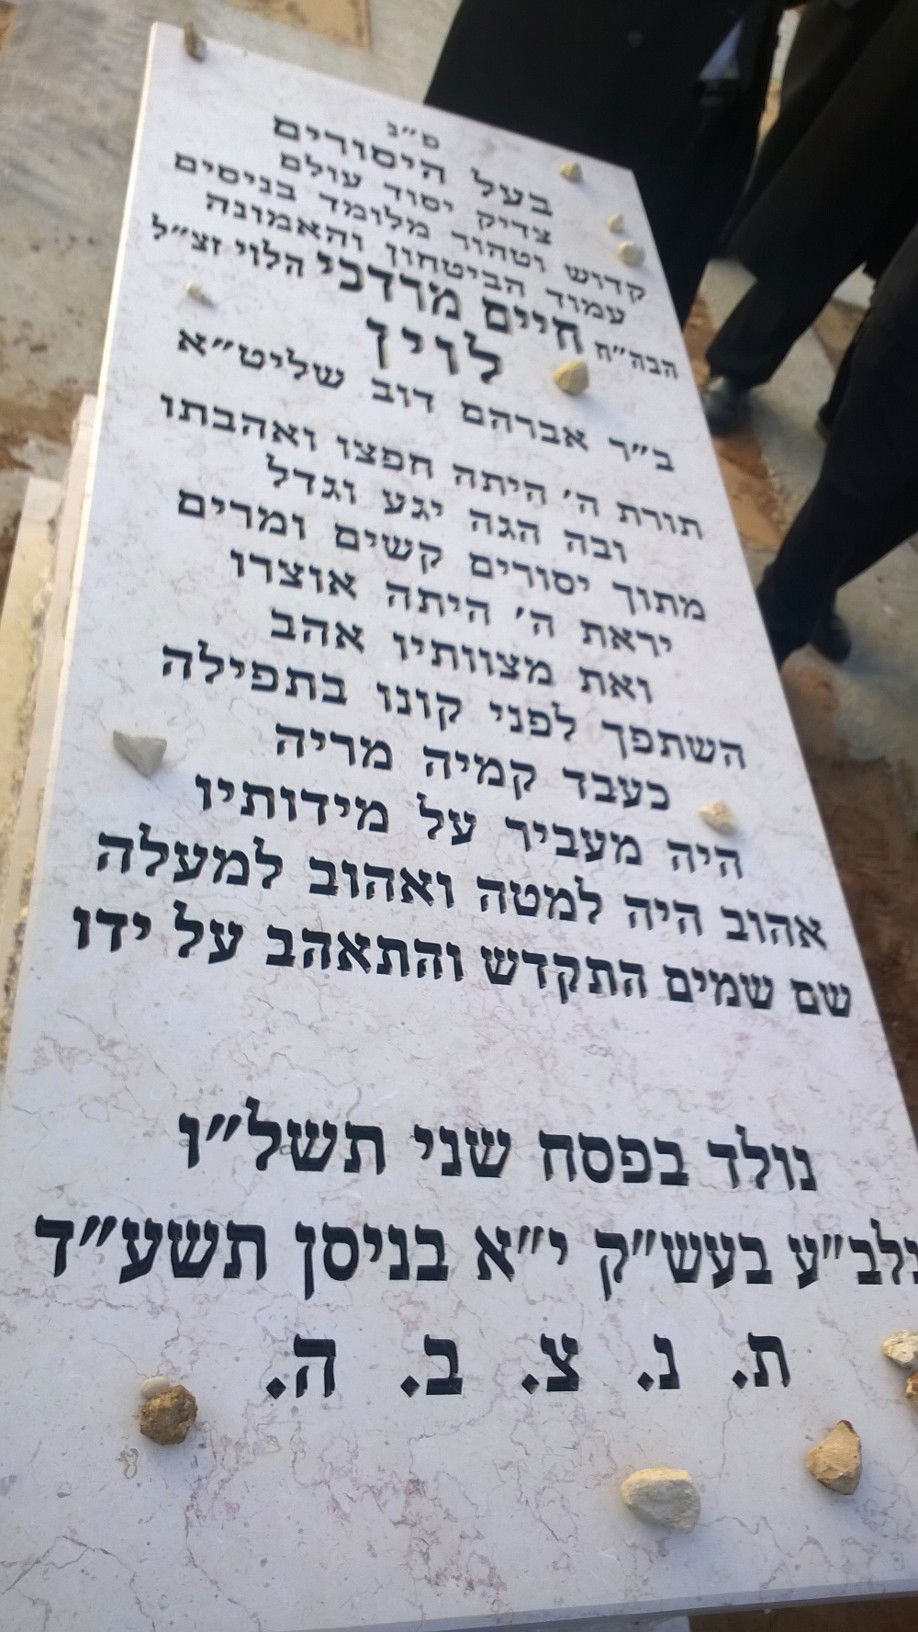 פ״נ
בעל היסורים
צדיק יסוד עולם
קדוש וטהור מלומד בניסים
עמוד הביטחון והאמונה
הבה״ח חיים מרדכי הלוי זצ״ל
לוין
ב״ר אברהם דוב שליט״א
תורת ה׳ היתה חפצו ואהבתו
ובה הגה יגע וגדל
מתוך יסורים קשים ומרים
יראת ה׳ היתה אוצרו
ואת מצוותיו אהב
השתפך לפני קונו בתפילה
כעבד קמיה מריה
היה מעביר על מידותיו
אהוב היה למטה ואהוב למעלה
שם שמים התקדש והתאהב על ידו
נולד בפסח שני תשל״ו
נלב״ע בעש״ק י״א בניסן תשע״ד
ת. נ. צ. ב. ה.